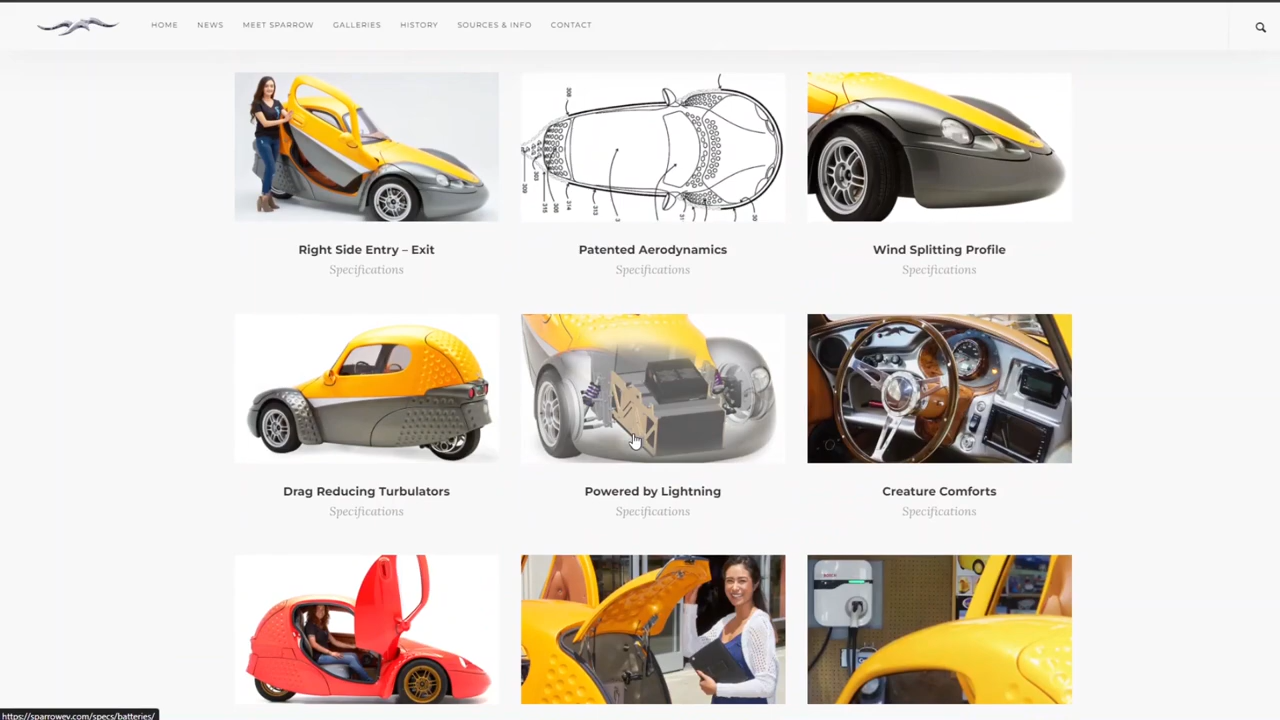 HOME NEWS MEET SPARROW GALLERIES HISTORY SOURCES & INFO CONTACT
Right Side Entry – Exit
Specifications
Patented Aerodynamics
Specifications
Wind Splitting Profile
Specifications
Drag Reducing Turbulators
Specifications
Powered by Lightning
Specifications
Creature Comforts
Specifications
BOSCH
https://sparrowev.com/specs/batteries/